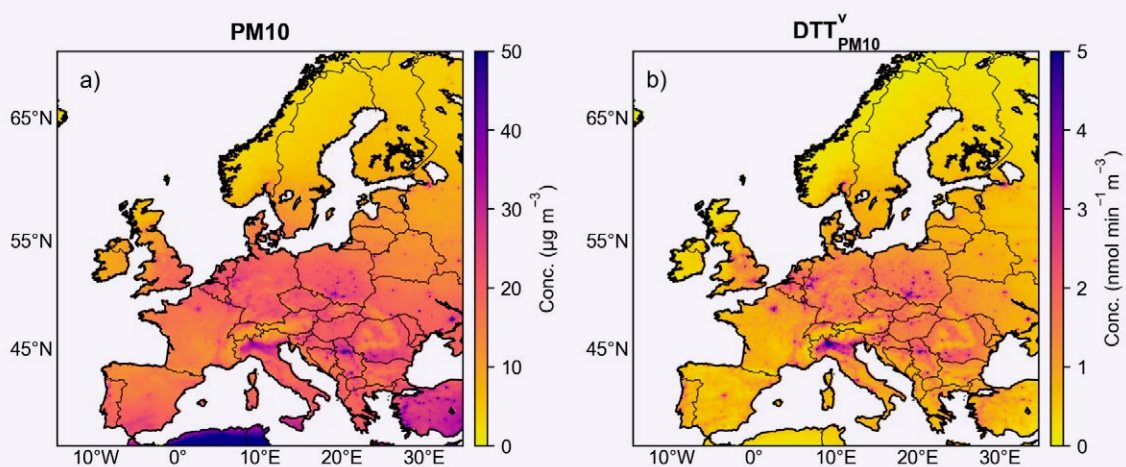 PM10
a)
65°N
55°N
45°N
10°W 0° 10°E 20°E 30°E
50
40
30
20
10
0
Conc. (µg m⁻³)
DTTᵛPM10
b)
65°N
55°N
45°N
10°W 0° 10°E 20°E 30°E
5
4
3
2
1
0
Conc. (nmol min⁻¹ m⁻³)